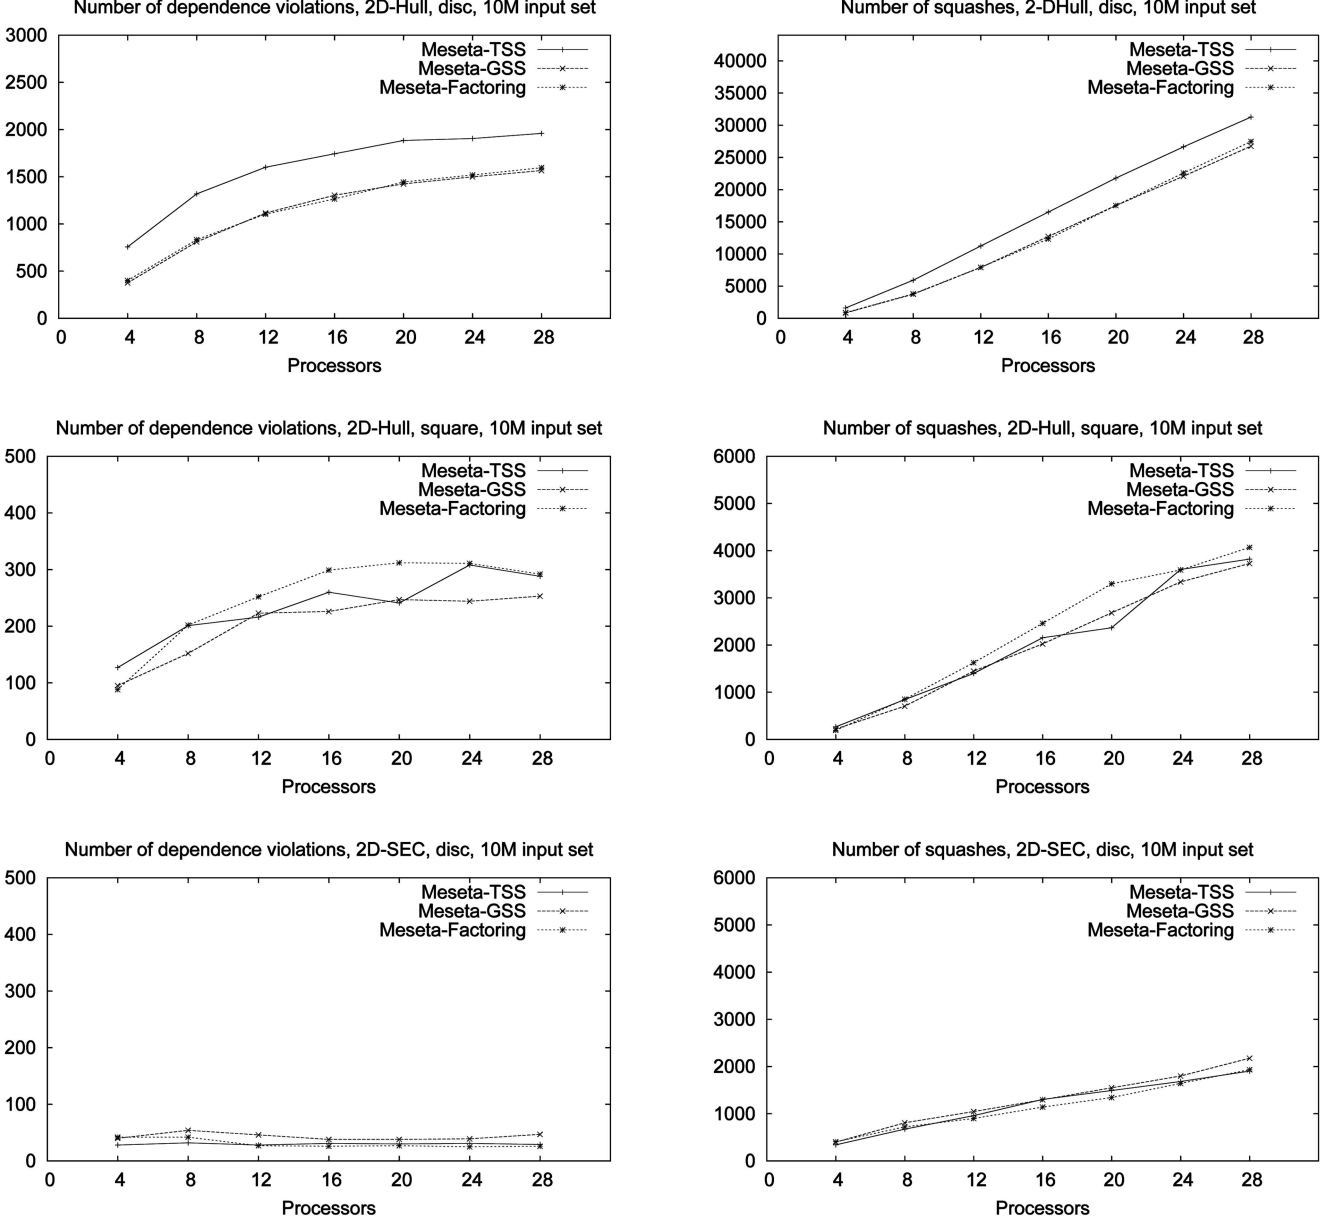 Number of dependence violations, 2D-Hull, disc, 10M input set
3000
2500
2000
1500
1000
500
0
Meseta-TSS
Meseta-GSS
Meseta-Factoring
0 4 8 12 16 20 24 28
Processors
Number of squashes, 2-DHull, disc, 10M input set
40000
35000
30000
25000
20000
15000
10000
5000
0
Meseta-TSS
Meseta-GSS
Meseta-Factoring
0 4 8 12 16 20 24 28
Processors
Number of dependence violations, 2D-Hull, square, 10M input set
500
400
300
200
100
0
Meseta-TSS
Meseta-GSS
Meseta-Factoring
0 4 8 12 16 20 24 28
Processors
Number of squashes, 2D-Hull, square, 10M input set
6000
5000
4000
3000
2000
1000
0
Meseta-TSS
Meseta-GSS
Meseta-Factoring
0 4 8 12 16 20 24 28
Processors
Number of dependence violations, 2D-SEC, disc, 10M input set
500
400
300
200
100
0
Meseta-TSS
Meseta-GSS
Meseta-Factoring
0 4 8 12 16 20 24 28
Processors
Number of squashes, 2D-SEC, disc, 10M input set
6000
5000
4000
3000
2000
1000
0
Meseta-TSS
Meseta-GSS
Meseta-Factoring
0 4 8 12 16 20 24 28
Processors